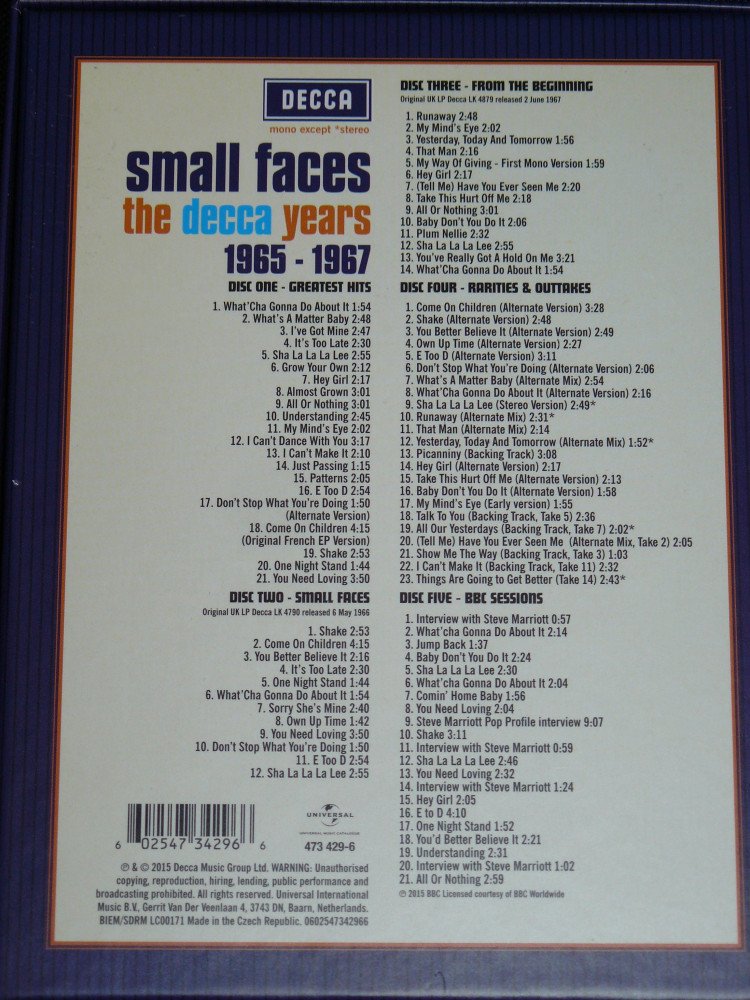 DECCA
mono except *stereo
small faces
the decca years
1965 - 1967
DISC ONE - GREATEST HITS
1. What'Cha Gonna Do About It 1:54
2. What's A Matter Baby 2:48
3. I've Got Mine 2:47
4. It's Too Late 2:30
5. Sha La La La Lee 2:55
6. Grow Your Own 2:12
7. Hey Girl 2:17
8. Almost Grown 3:01
9. All Or Nothing 3:01
10. Understanding 2:45
11. My Mind's Eye 2:02
12. I Can't Dance With You 3:17
13. I Can't Make It 2:10
14. Just Passing 1:15
15. Patterns 2:05
16. E Too D 2:54
17. Don't Stop What You're Doing 1:50
(Alternate Version)
18. Come On Children 4:15
(Original French EP Version)
19. Shake 2:53
20. One Night Stand 1:44
21. You Need Loving 3:50
DISC TWO - SMALL FACES
Original UK LP Decca LK 4790 released 6 May 1966
1. Shake 2:53
2. Come On Children 4:15
3. You Better Believe It 2:16
4. It's Too Late 2:30
5. One Night Stand 1:44
6. What'Cha Gonna Do About It 1:54
7. Sorry She's Mine 2:40
8. Own Up Time 1:42
9. You Need Loving 3:50
10. Don't Stop What You're Doing 1:50
11. E Too D 2:54
12. Sha La La La Lee 2:55
DISC THREE - FROM THE BEGINNING
Original UK LP Decca LK 4879 released 2 June 1967
1. Runaway 2:48
2. My Mind's Eye 2:02
3. Yesterday, Today And Tomorrow 1:56
4. That Man 2:16
5. My Way Of Giving - First Mono Version 1:59
6. Hey Girl 2:17
7. (Tell Me) Have You Ever Seen Me 2:20
8. Take This Hurt Off Me 2:18
9. All Or Nothing 3:01
10. Baby Don't You Do It 2:06
11. Plum Nellie 2:32
12. Sha La La La Lee 2:55
13. You've Really Got A Hold On Me 3:21
14. What'Cha Gonna Do About It 1:54
DISC FOUR - RARITIES & OUTTAKES
1. Come On Children (Alternate Version) 3:28
2. Shake (Alternate Version) 2:48
3. You Better Believe It (Alternate Version) 2:49
4. Own Up Time (Alternate Version) 2:27
5. E Too D (Alternate Version) 3:11
6. Don't Stop What You're Doing (Alternate Version) 2:06
7. What's A Matter Baby (Alternate Mix) 2:54
8. What'Cha Gonna Do About It (Alternate Version) 2:16
9. Sha La La La Lee (Stereo Version) 2:49*
10. Runaway (Alternate Mix) 2:31*
11. That Man (Alternate Mix) 2:14
12. Yesterday, Today And Tomorrow (Alternate Mix) 1:52*
13. Picanniny (Backing Track) 3:08
14. Hey Girl (Alternate Version) 2:17
15. Take This Hurt Off Me (Alternate Version) 2:13
16. Baby Don't You Do It (Alternate Version) 1:58
17. My Mind's Eye (Early version) 1:55
18. Talk To You (Backing Track, Take 5) 2:36
19. All Our Yesterdays (Backing Track, Take 7) 2:02*
20. (Tell Me) Have You Ever Seen Me (Alternate Mix, Take 2) 2:05
21. Show Me The Way (Backing Track, Take 3) 1:03
22. I Can't Make It (Backing Track, Take 11) 2:32
23. Things Are Going to Get Better (Take 14) 2:43*
DISC FIVE - BBC SESSIONS
1. Interview with Steve Marriott 0:57
2. What'cha Gonna Do About It 2:14
3. Jump Back 1:37
4. Baby Don't You Do It 2:24
5. Sha La La La Lee 2:30
6. What'cha Gonna Do About It 2:04
7. Comin' Home Baby 1:56
8. You Need Loving 2:04
9. Steve Marriott Pop Profile interview 9:07
10. Shake 3:11
11. Interview with Steve Marriott 0:59
12. Sha La La La Lee 2:46
13. You Need Loving 2:32
14. Interview with Steve Marriott 1:24
15. Hey Girl 2:05
16. E to D 4:10
17. One Night Stand 1:52
18. You'd Better Believe It 2:21
19. Understanding 2:31
20. Interview with Steve Marriott 1:02
21. All Or Nothing 2:59
℗ 2015 BBC Licensed courtesy of BBC Worldwide
6 02547 34296 6
UNIVERSAL
UNIVERSAL MUSIC CATALOGUE
473 429-6
℗ & © 2015 Decca Music Group Ltd. WARNING: Unauthorised
copying, reproduction, hiring, lending, public performance and
broadcasting prohibited. All rights reserved. Universal International
Music B.V., Gerrit Van Der Veenlaan 4, 3743 DN, Baarn, Netherlands.
BIEM/SDRM LC00171 Made in the Czech Republic. 0602547342966